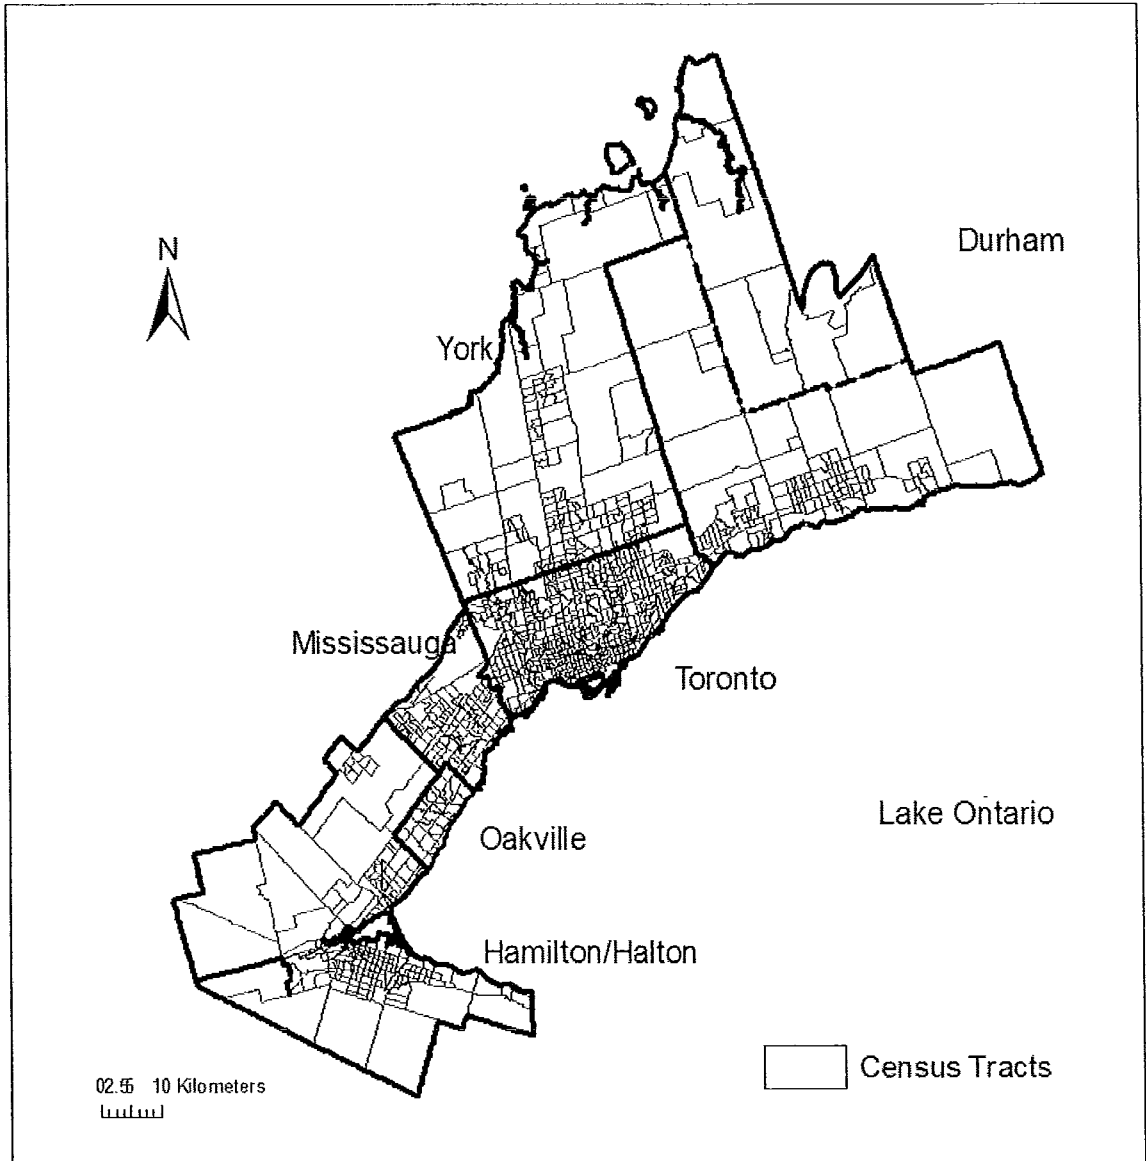 Durham
N
York
Mississauga
Toronto
Lake Ontario
Oakville
Hamilton/Halton
Census Tracts
02.55 10 Kilometers